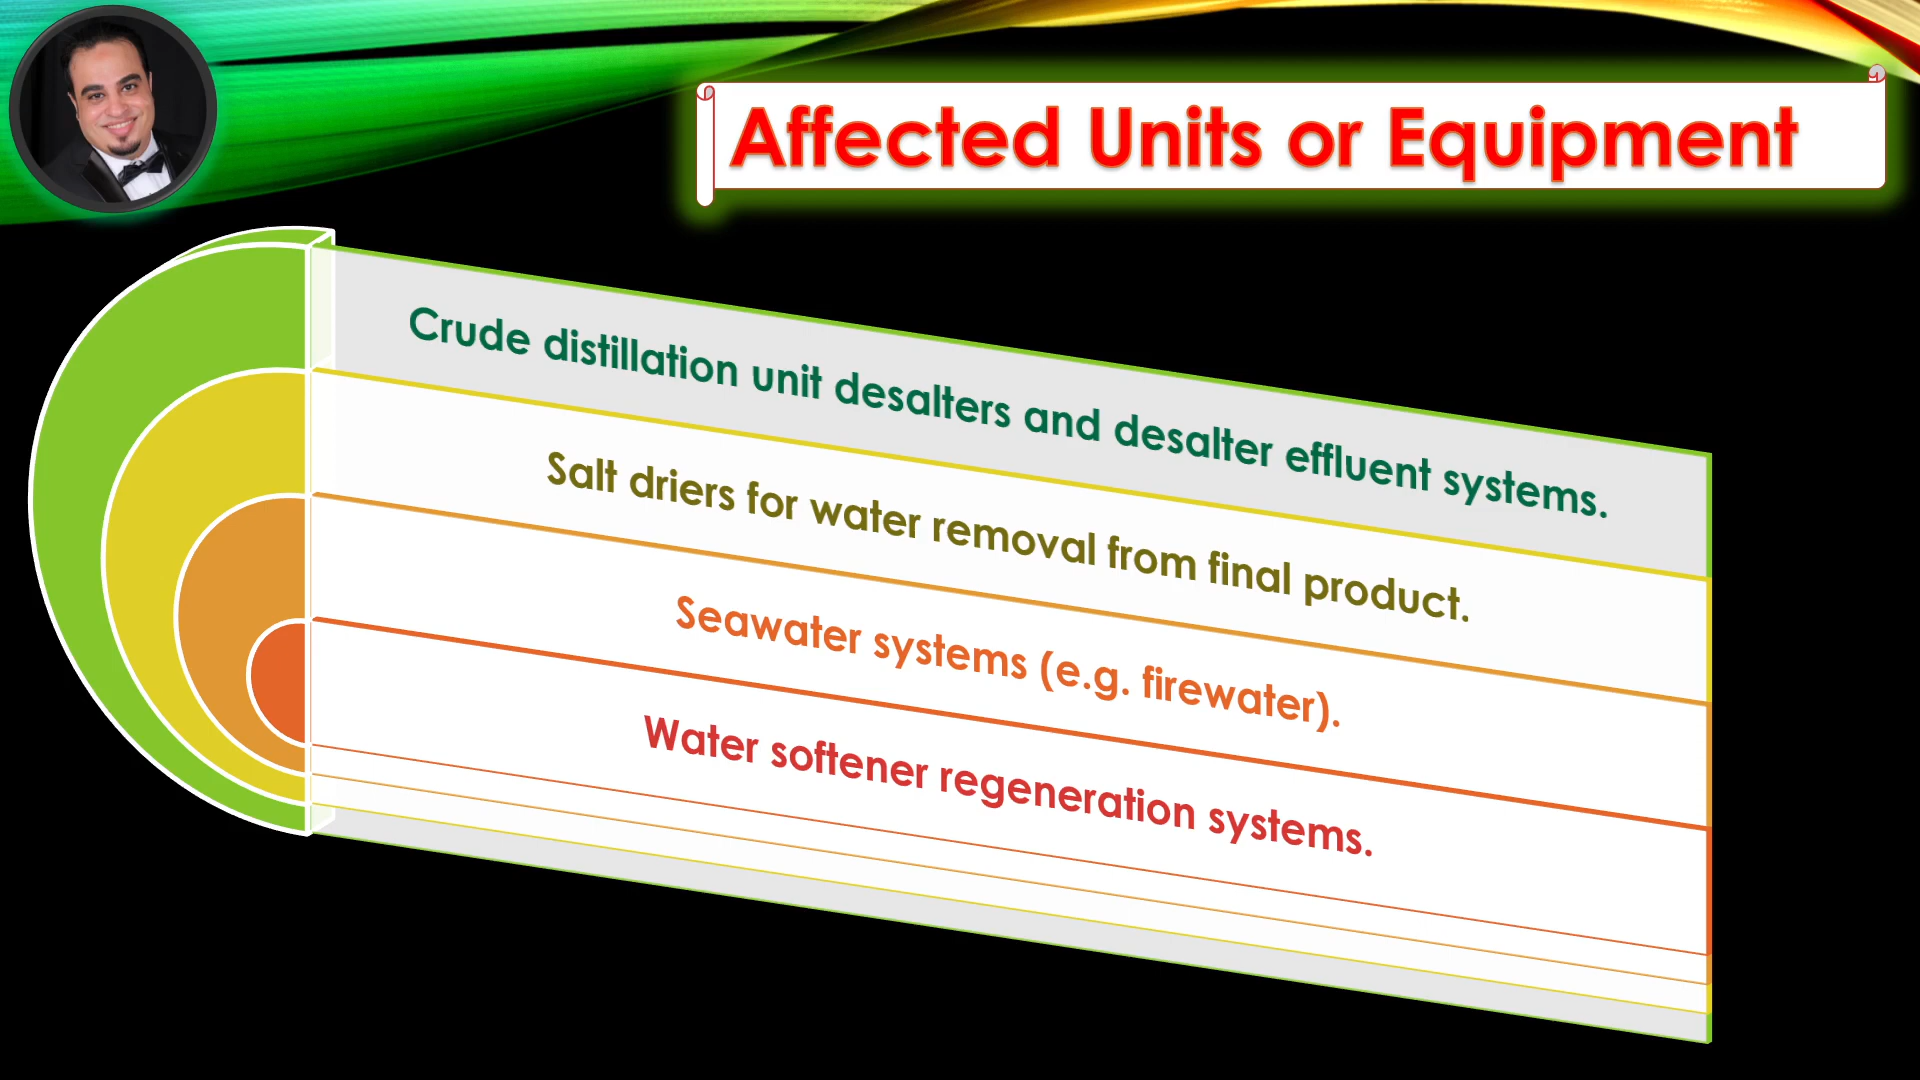 Affected Units or Equipment
Crude distillation unit desalters and desalter effluent systems.
Salt driers for water removal from final product.
Seawater systems (e.g. firewater).
Water softener regeneration systems.